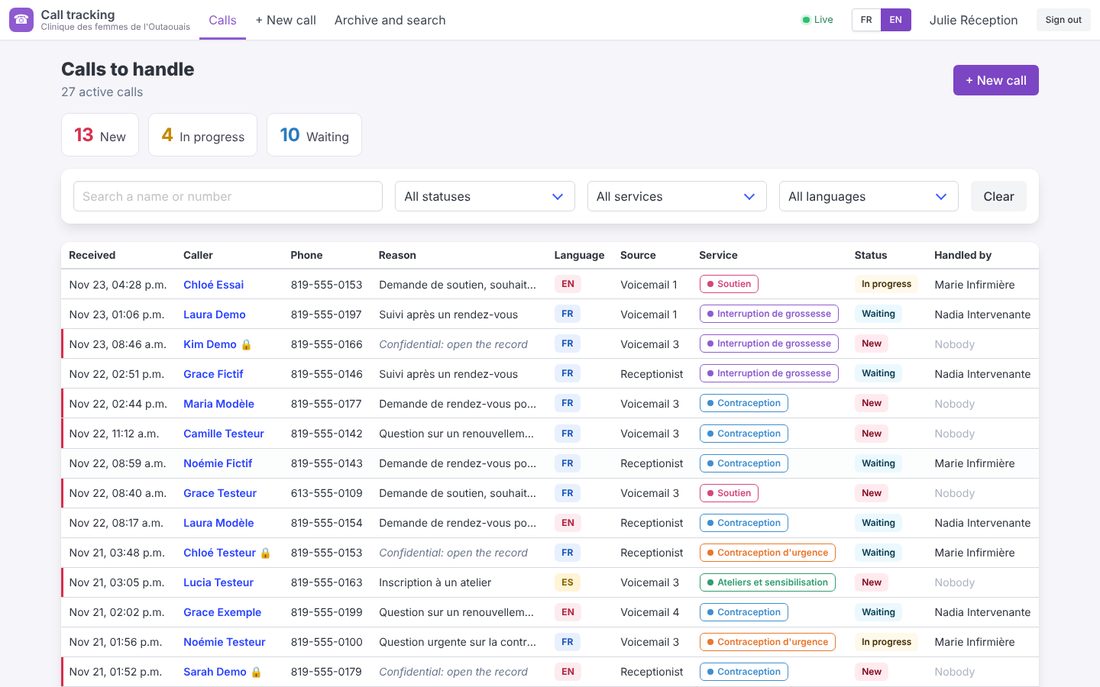 Call tracking
Clinique des femmes de l'Outaouais
Calls + New call Archive and search Live FR EN Julie Réception Sign out
Calls to handle
27 active calls
+ New call
13 New 4 In progress 10 Waiting
Search a name or number All statuses All services All languages Clear
Received Caller Phone Reason Language Source Service Status Handled by
Nov 23, 04:28 p.m. Chloé Essai 819-555-0153 Demande de soutien, souhait... EN Voicemail 1 Soutien In progress Marie Infirmière
Nov 23, 01:06 p.m. Laura Demo 819-555-0197 Suivi après un rendez-vous FR Voicemail 1 Interruption de grossesse Waiting Nadia Intervenante
Nov 23, 08:46 a.m. Kim Demo 819-555-0166 Confidential: open the record FR Voicemail 3 Interruption de grossesse New Nobody
Nov 22, 02:51 p.m. Grace Fictif 819-555-0146 Suivi après un rendez-vous FR Receptionist Interruption de grossesse Waiting Nadia Intervenante
Nov 22, 02:44 p.m. Maria Modèle 819-555-0177 Demande de rendez-vous po... FR Voicemail 3 Contraception New Nobody
Nov 22, 11:12 a.m. Camille Testeur 819-555-0142 Question sur un renouvellem... FR Voicemail 3 Contraception New Nobody
Nov 22, 08:59 a.m. Noémie Fictif 819-555-0143 Demande de rendez-vous po... FR Receptionist Contraception Waiting Marie Infirmière
Nov 22, 08:40 a.m. Grace Testeur 613-555-0109 Demande de soutien, souhait... FR Voicemail 3 Soutien New Nobody
Nov 22, 08:17 a.m. Laura Modèle 819-555-0154 Demande de rendez-vous po... EN Receptionist Contraception Waiting Nadia Intervenante
Nov 21, 03:48 p.m. Chloé Testeur 819-555-0153 Confidential: open the record FR Receptionist Contraception d'urgence Waiting Marie Infirmière
Nov 21, 03:05 p.m. Lucia Testeur 819-555-0163 Inscription à un atelier ES Voicemail 3 Ateliers et sensibilisation New Nobody
Nov 21, 02:02 p.m. Grace Exemple 819-555-0199 Question sur un renouvellem... EN Voicemail 4 Contraception Waiting Nadia Intervenante
Nov 21, 01:56 p.m. Noémie Testeur 819-555-0100 Question urgente sur la contr... FR Voicemail 3 Contraception d'urgence In progress Marie Infirmière
Nov 21, 01:52 p.m. Sarah Demo 819-555-0179 Confidential: open the record EN Receptionist Contraception New Nobody